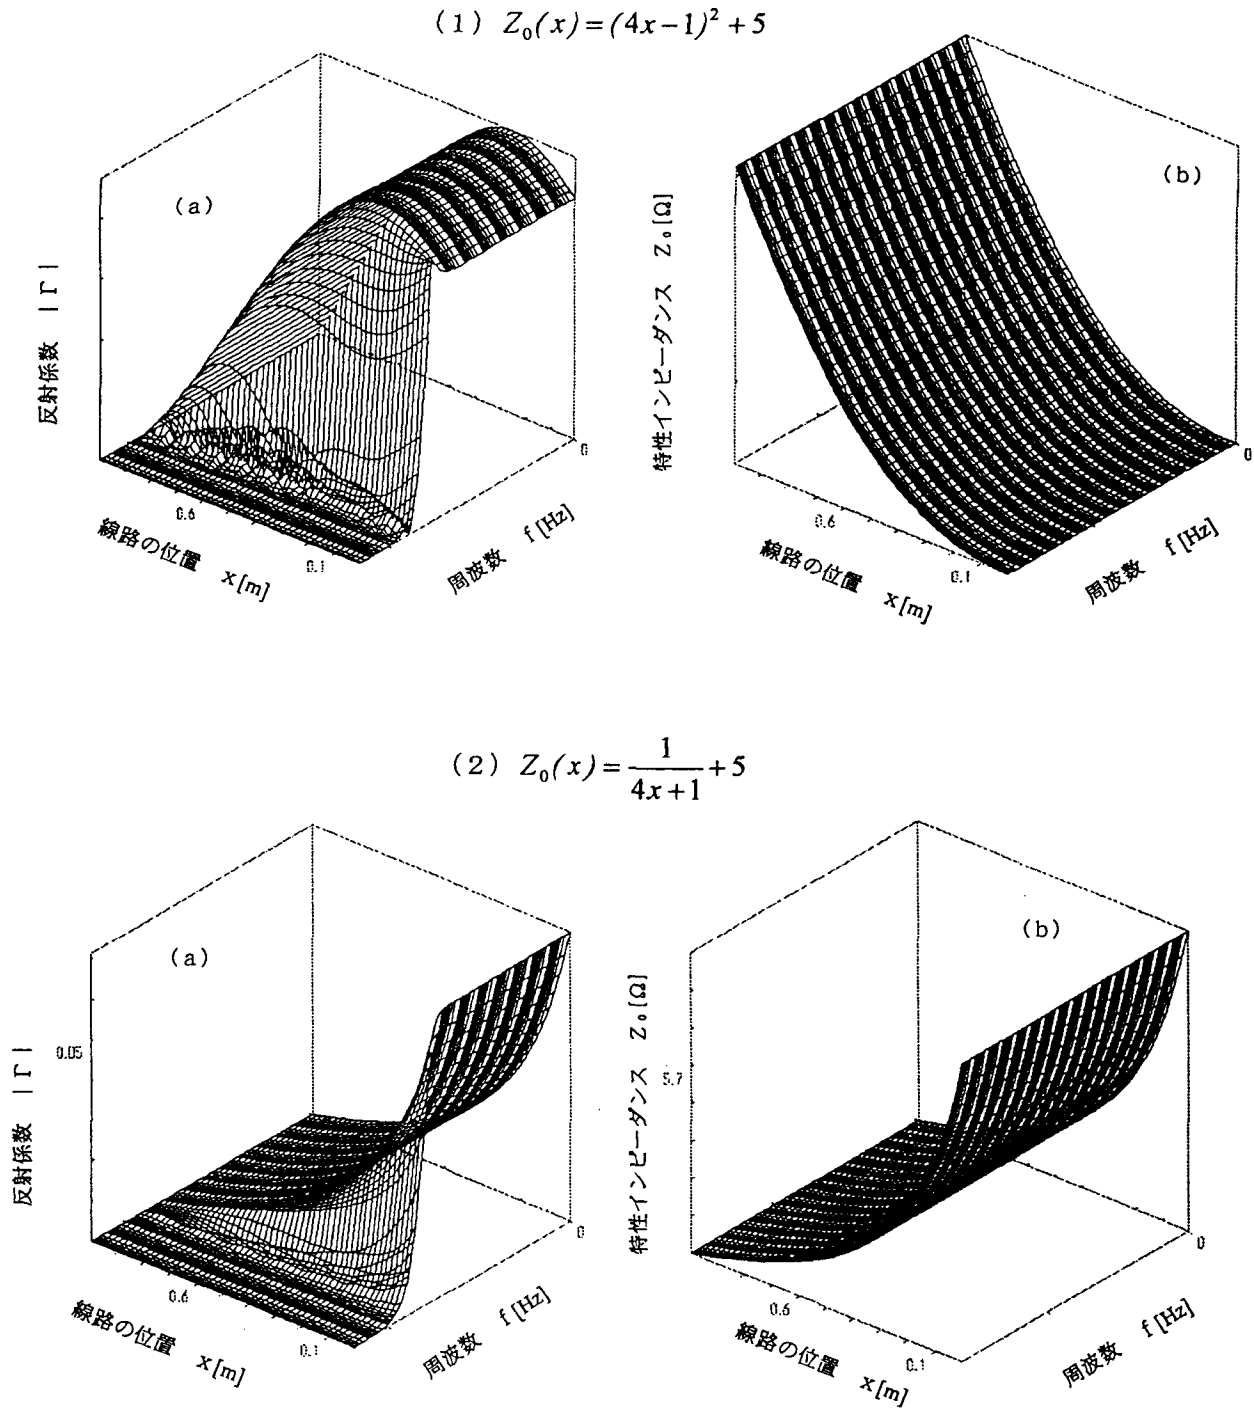 (1) Z₀(x)=(4x−1)²+5
(a)
反射係数 |Γ|
0.6
0.1
線路の位置 x[m]
周波数 f[Hz]
0
(b)
特性インピーダンス Z₀[Ω]
0.6
0.1
線路の位置 x[m]
周波数 f[Hz]
0
(2) Z₀(x)=1/(4x+1)+5
(a)
0.05
反射係数 |Γ|
0.6
0.1
線路の位置 x[m]
周波数 f[Hz]
0
(b)
5.7
特性インピーダンス Z₀[Ω]
0.6
0.1
線路の位置 x[m]
周波数 f[Hz]
0